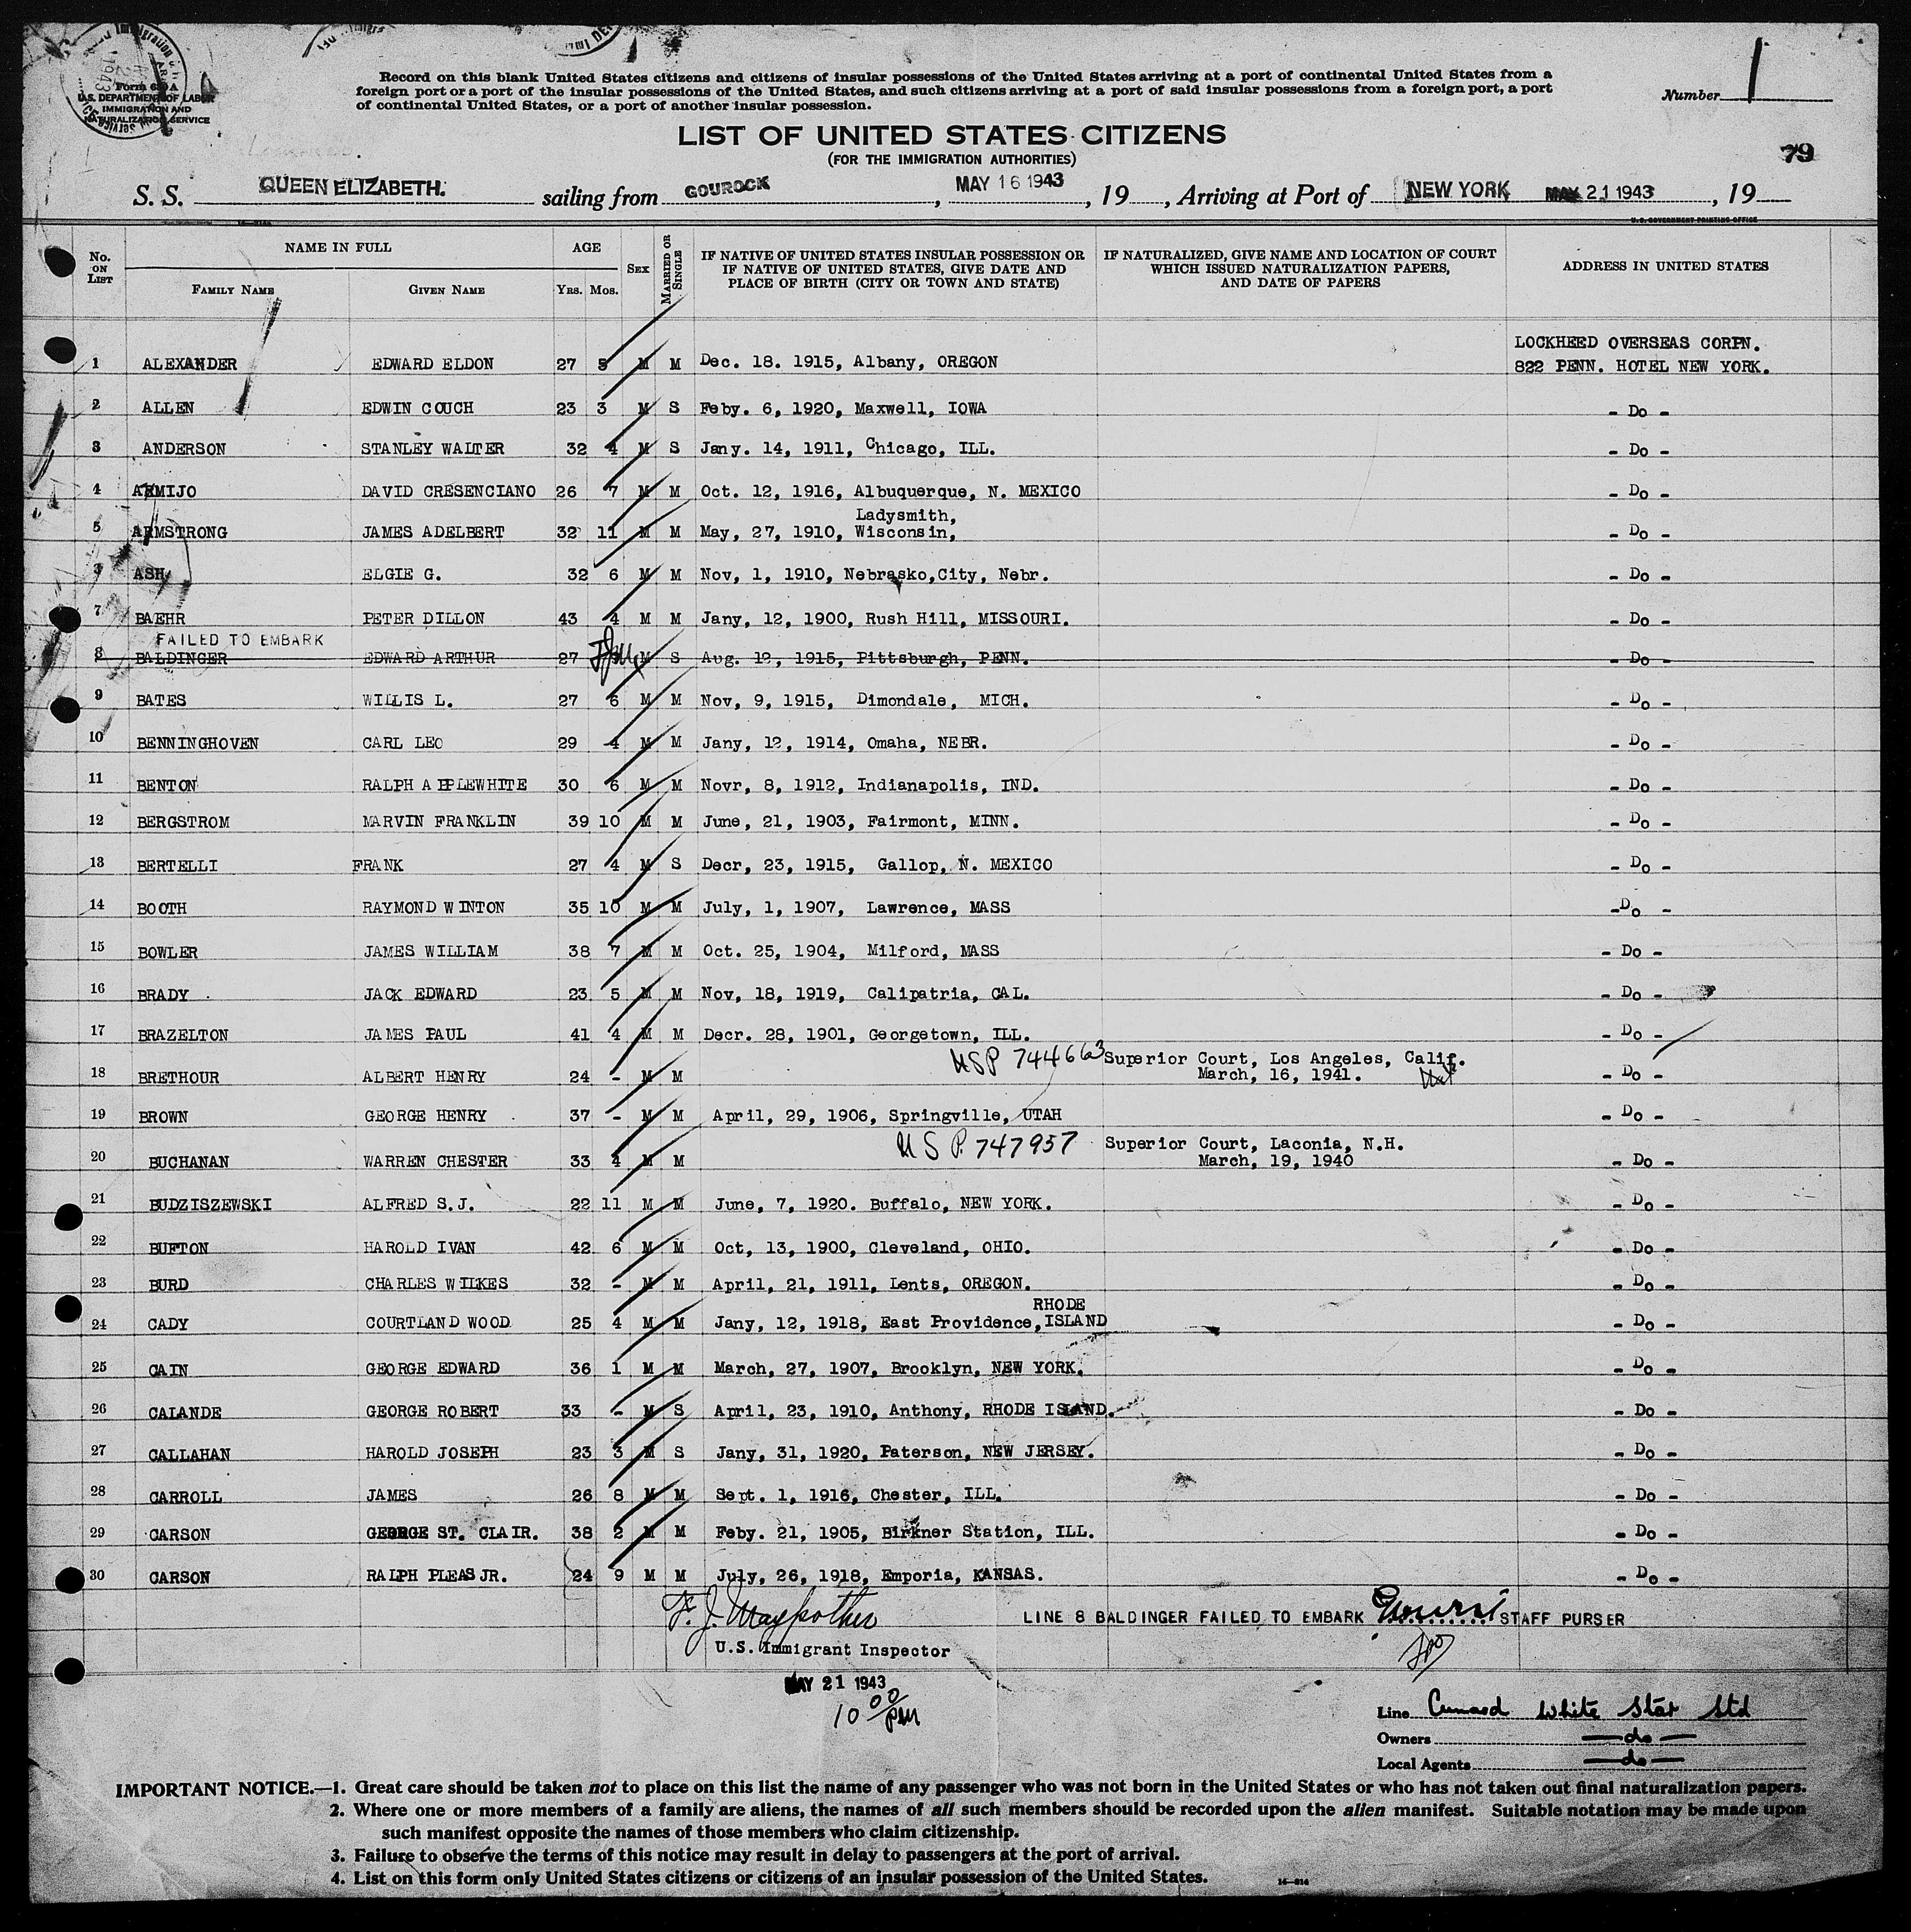 Form 630 A
U.S. DEPARTMENT OF LABOR
IMMIGRATION AND
NATURALIZATION SERVICE
Record on this blank United States citizens and citizens of insular possessions of the United States arriving at a port of continental United States from a
foreign port or a port of the insular possessions of the United States, and such citizens arriving at a port of said insular possessions from a foreign port, a port
of continental United States, or a port of another insular possession.
Number 1
LIST OF UNITED STATES CITIZENS
(FOR THE IMMIGRATION AUTHORITIES)
79
S. S. QUEEN ELIZABETH. sailing from GOUROCK, MAY 16 1943, 19, Arriving at Port of NEW YORK MAY 21 1943, 19
U.S. GOVERNMENT PRINTING OFFICE
No. ON LIST NAME IN FULL FAMILY NAME GIVEN NAME AGE YRS. MOS. SEX MARRIED OR SINGLE IF NATIVE OF UNITED STATES INSULAR POSSESSION OR IF NATIVE OF UNITED STATES, GIVE DATE AND PLACE OF BIRTH (CITY OR TOWN AND STATE) IF NATURALIZED, GIVE NAME AND LOCATION OF COURT WHICH ISSUED NATURALIZATION PAPERS, AND DATE OF PAPERS ADDRESS IN UNITED STATES
LOCKHEED OVERSEAS CORPN.
1 ALEXANDER EDWARD ELDON 27 5 M M Dec. 18. 1915, Albany, OREGON 822 PENN. HOTEL NEW YORK.
2 ALLEN EDWIN COUCH 23 3 M S Feby. 6, 1920, Maxwell, IOWA - Do -
3 ANDERSON STANLEY WALTER 32 4 M S Jany. 14, 1911, Chicago, ILL. - Do -
4 ARMIJO DAVID CRESENCIANO 26 7 M M Oct. 12, 1916, Albuquerque, N. MEXICO - Do -
Ladysmith,
5 ARMSTRONG JAMES ADELBERT 32 11 M M May, 27, 1910, Wisconsin, - Do -
ASH ELGIE G. 32 6 M M Nov, 1, 1910, Nebrasko,City, Nebr. - Do -
7 BAEHR PETER DILLON 43 4 M M Jany, 12, 1900, Rush Hill, MISSOURI. - Do -
FAILED TO EMBARK
8 BALDINGER EDWARD ARTHUR 27 M S Aug. 12, 1915, Pittsburgh, PENN. - Do -
9 BATES WILLIS L. 27 6 M M Nov, 9, 1915, Dimondale, MICH. - Do -
10 BENNINGHOVEN CARL LEO 29 4 M M Jany, 12, 1914, Omaha, NEBR. - Do -
11 BENTON RALPH APPLEWHITE 30 6 M M Novr, 8, 1912, Indianapolis, IND. - Do -
12 BERGSTROM MARVIN FRANKLIN 39 10 M M June, 21, 1903, Fairmont, MINN. - Do -
13 BERTELLI FRANK 27 4 M S Decr, 23, 1915, Gallop, N. MEXICO - Do -
14 BOOTH RAYMOND WINTON 35 10 M M July, 1, 1907, Lawrence, MASS -Do -
15 BOWLER JAMES WILLIAM 38 7 M M Oct. 25, 1904, Milford, MASS - Do -
16 BRADY JACK EDWARD 23 5 M M Nov, 18, 1919, Calipatria, CAL. - Do -
17 BRAZELTON JAMES PAUL 41 4 M M Decr. 28, 1901, Georgetown, ILL. - Do -
USP 744663 Superior Court, Los Angeles, Calif.
18 BRETHOUR ALBERT HENRY 24 - M M March, 16, 1941. - Do -
19 BROWN GEORGE HENRY 37 - M M April, 29, 1906, Springville, UTAH - Do -
USP. 747957 Superior Court, Laconia, N.H.
20 BUCHANAN WARREN CHESTER 33 4 M M March, 19, 1940 - Do -
21 BUDZISZEWSKI ALFRED S.J. 22 11 M M June, 7, 1920. Buffalo, NEW YORK. - Do -
22 BUFTON HAROLD IVAN 42 6 M M Oct, 13, 1900, Cleveland, OHIO. - Do -
23 BURD CHARLES WILKES 32 - M M April, 21, 1911, Lents, OREGON. - Do -
RHODE
24 CADY COURTLAND WOOD 25 4 M M Jany, 12, 1918, East Providence, ISLAND - Do -
25 CAIN GEORGE EDWARD 36 1 M M March, 27, 1907, Brooklyn, NEW YORK. - Do -
26 CALANDE GEORGE ROBERT 33 - M S April, 23, 1910, Anthony, RHODE ISLAND. - Do -
27 CALLAHAN HAROLD JOSEPH 23 3 M S Jany, 31, 1920, Paterson, NEW JERSEY. - Do -
28 CARROLL JAMES 26 8 M M Sept. 1, 1916, Chester, ILL. - Do -
29 CARSON GEORGE ST. CLAIR. 38 2 M M Feby. 21, 1905, Birkner Station, ILL. - Do -
30 CARSON RALPH PLEAS JR. 24 9 M M July, 26, 1918, Emporia, KANSAS. - Do -
F. J. Maypother LINE 8 BALDINGER FAILED TO EMBARK STAFF PURSER
U.S. Immigrant Inspector
MAY 21 1943
10 00 PM
Line Cunard White Star Ltd
Owners — do —
Local Agents — do —
IMPORTANT NOTICE.—1. Great care should be taken not to place on this list the name of any passenger who was not born in the United States or who has not taken out final naturalization papers.
2. Where one or more members of a family are aliens, the names of all such members should be recorded upon the alien manifest. Suitable notation may be made upon
such manifest opposite the names of those members who claim citizenship.
3. Failure to observe the terms of this notice may result in delay to passengers at the port of arrival.
4. List on this form only United States citizens or citizens of an insular possession of the United States.